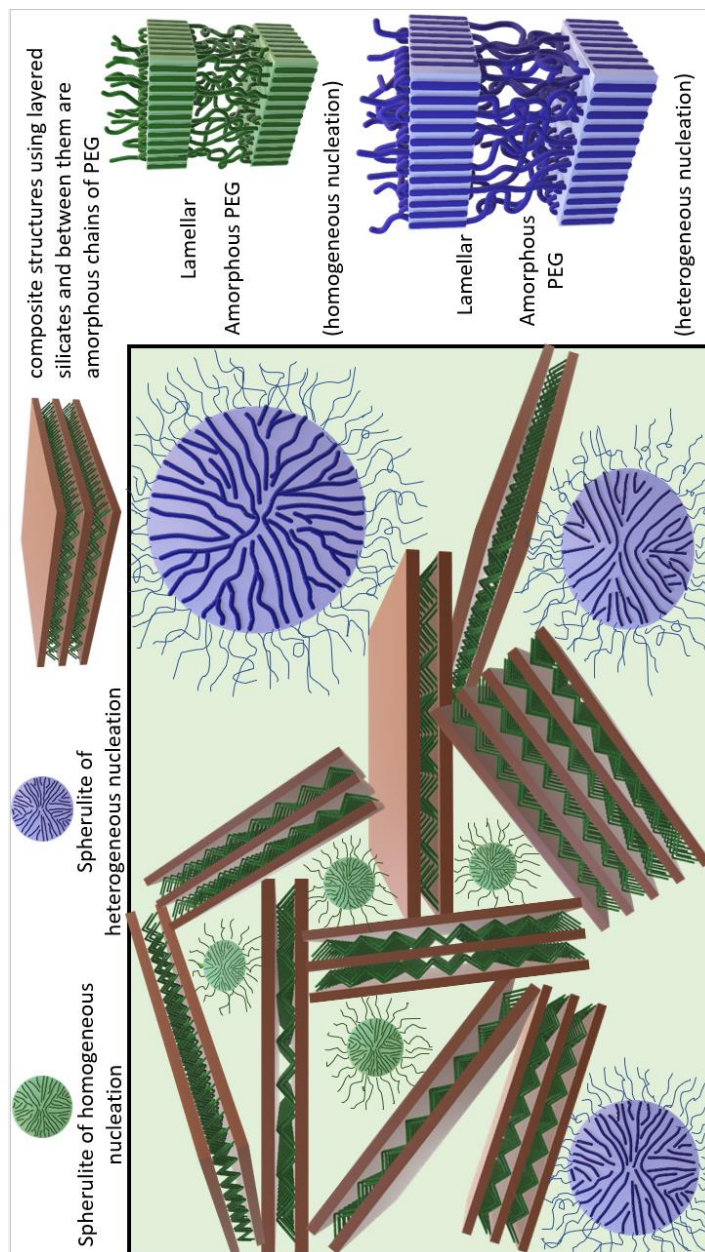 Spherulite of homogeneous
nucleation
Spherulite of
heterogeneous nucleation
composite structures using layered
silicates and between them are
amorphous chains of PEG
Lamellar
Amorphous PEG
(homogeneous nucleation)
Lamellar
Amorphous
PEG
(heterogeneous nucleation)